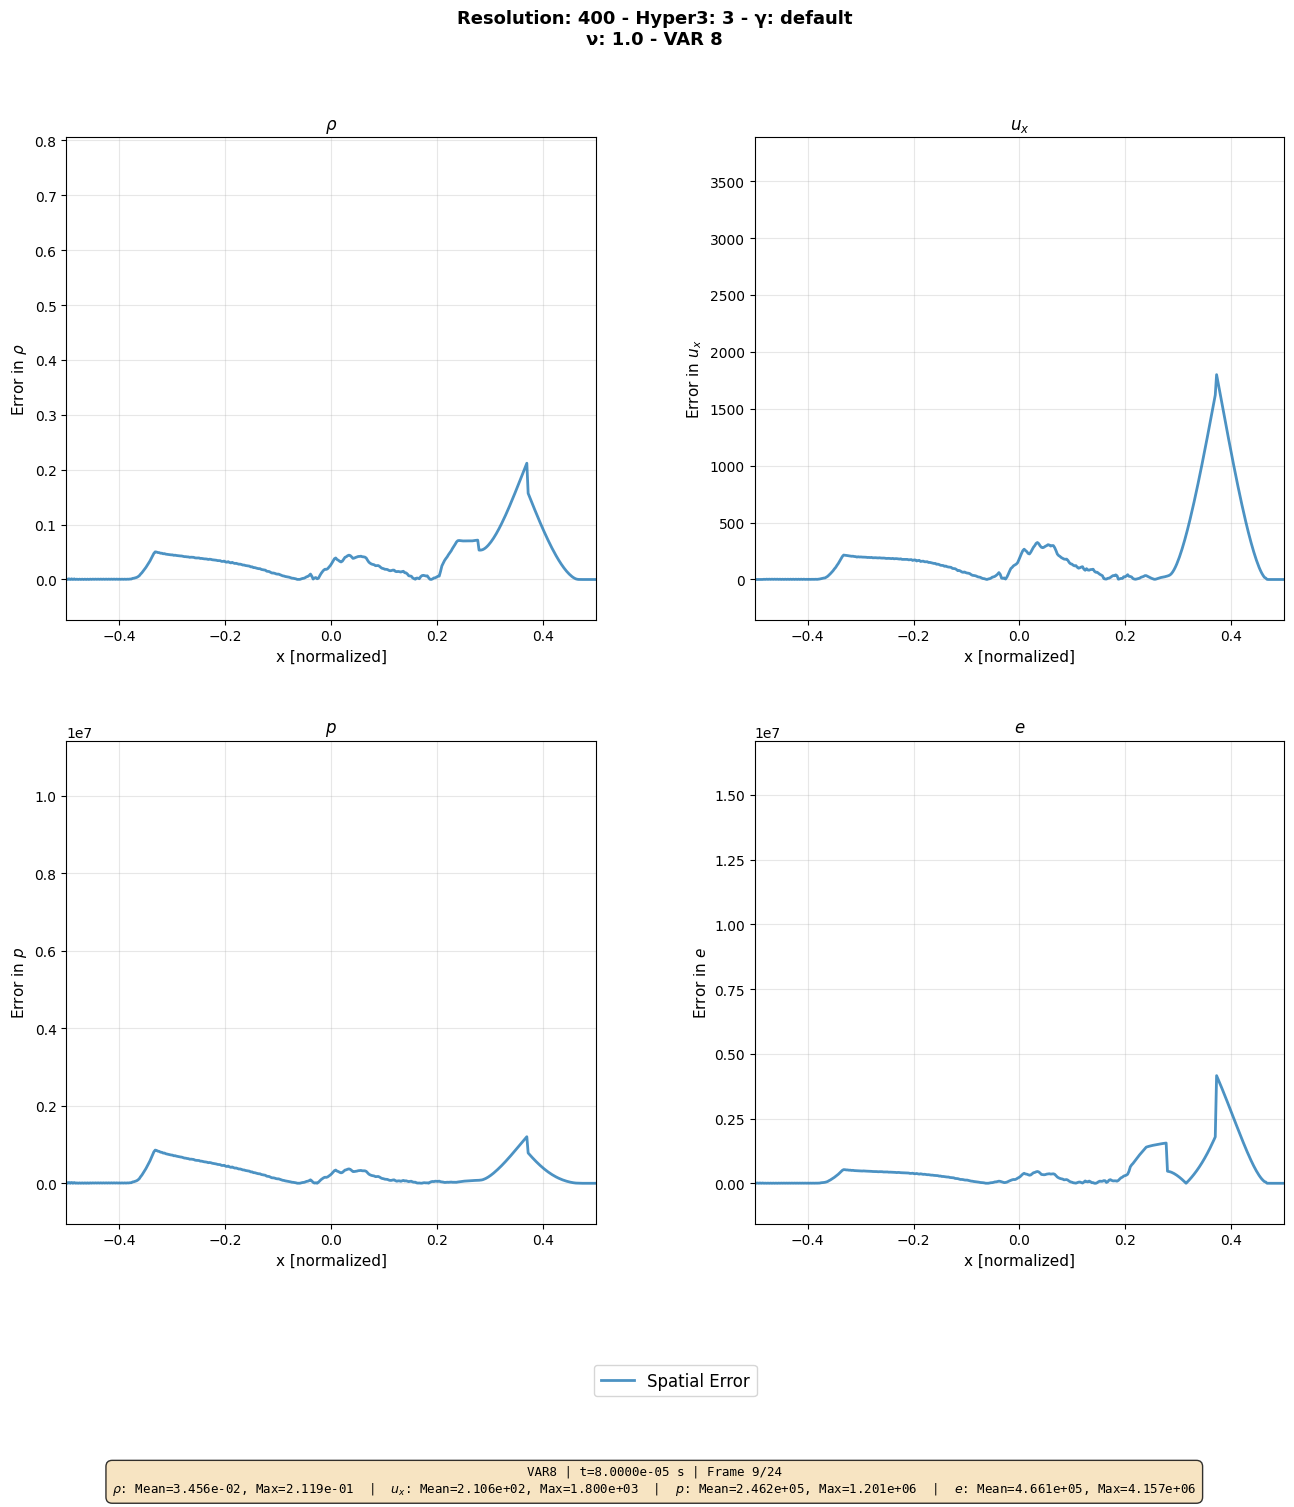 Resolution: 400 - Hyper3: 3 - γ: default
ν: 1.0 - VAR 8
ρ
0.8
0.7
0.6
0.5
0.4
0.3
0.2
0.1
0.0
Error in ρ
−0.4 −0.2 0.0 0.2 0.4
x [normalized]
u_x
3500
3000
2500
2000
1500
1000
500
0
Error in u_x
−0.4 −0.2 0.0 0.2 0.4
x [normalized]
p
1e7
1.0
0.8
0.6
0.4
0.2
0.0
Error in p
−0.4 −0.2 0.0 0.2 0.4
x [normalized]
e
1e7
1.50
1.25
1.00
0.75
0.50
0.25
0.00
Error in e
−0.4 −0.2 0.0 0.2 0.4
x [normalized]
Spatial Error
VAR8 | t=8.0000e-05 s | Frame 9/24
ρ: Mean=3.456e-02, Max=2.119e-01 | u_x: Mean=2.106e+02, Max=1.800e+03 | p: Mean=2.462e+05, Max=1.201e+06 | e: Mean=4.661e+05, Max=4.157e+06